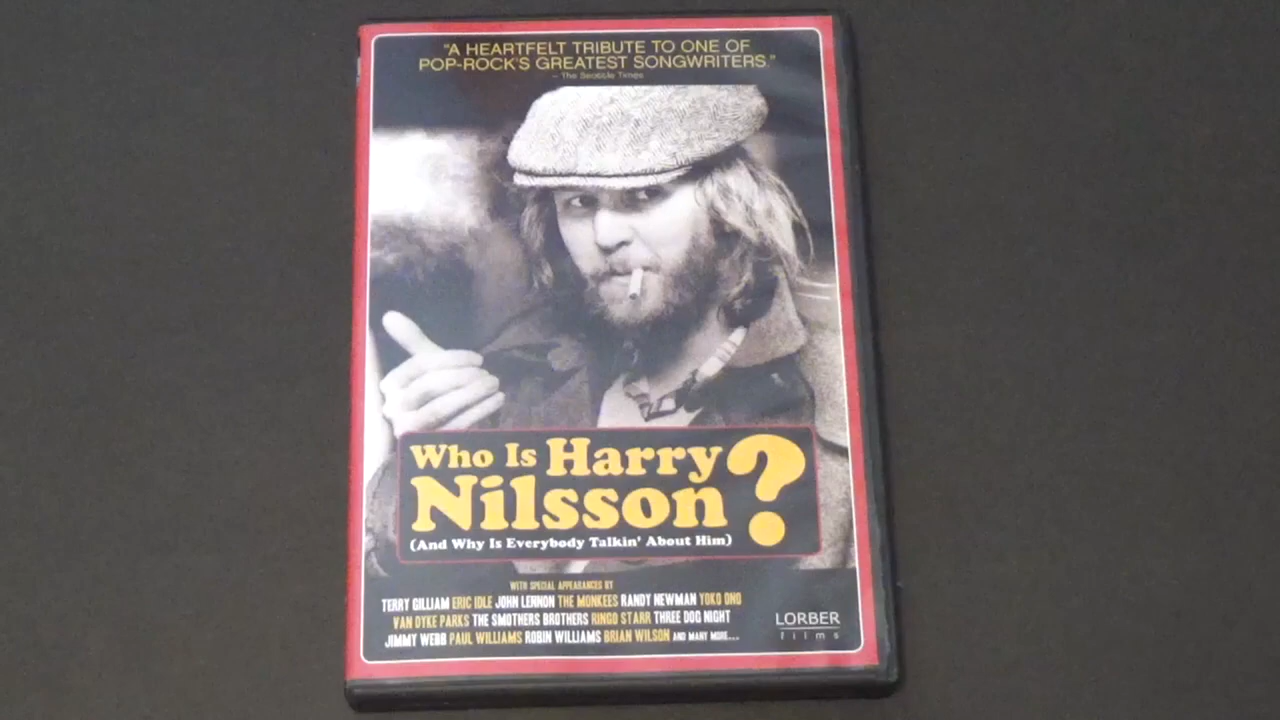 "A HEARTFELT TRIBUTE TO ONE OF
POP-ROCK'S GREATEST SONGWRITERS."
– The Seattle Times
Who Is Harry
Nilsson?
(And Why Is Everybody Talkin' About Him)
WITH SPECIAL APPEARANCES BY
TERRY GILLIAM ERIC IDLE JOHN LENNON THE MONKEES RANDY NEWMAN YOKO ONO
VAN DYKE PARKS THE SMOTHERS BROTHERS RINGO STARR THREE DOG NIGHT
JIMMY WEBB PAUL WILLIAMS ROBIN WILLIAMS BRIAN WILSON AND MANY MORE...
LORBER
films